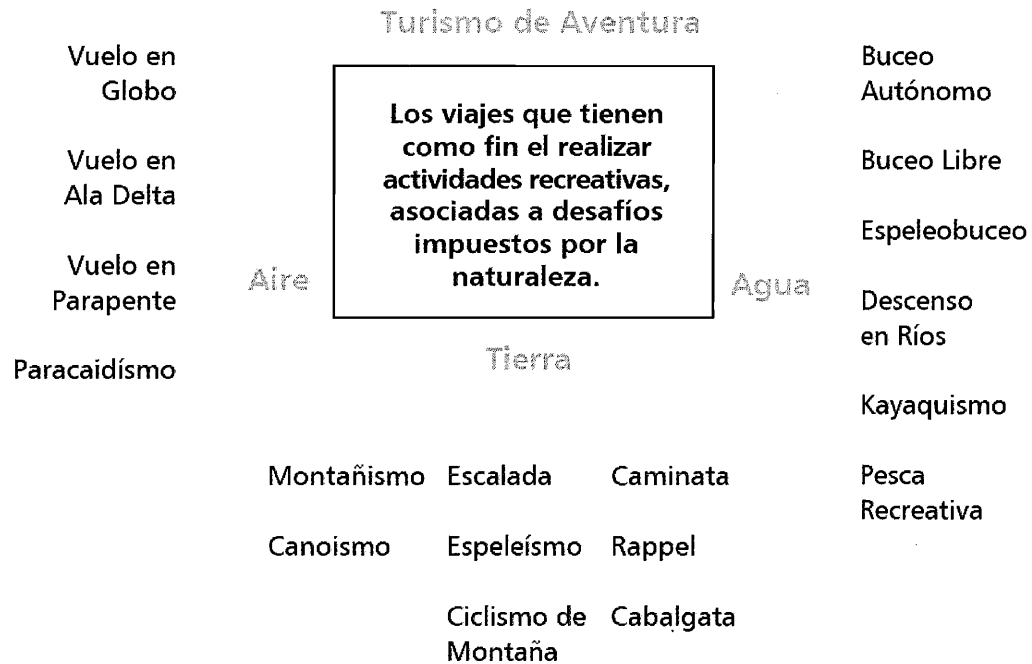 Turismo de Aventura
Vuelo en
Globo
Vuelo en
Ala Delta
Vuelo en
Parapente
Paracaidísmo
Aire
Los viajes que tienen
como fin el realizar
actividades recreativas,
asociadas a desafíos
impuestos por la
naturaleza.
Agua
Buceo
Autónomo
Buceo Libre
Espeleobuceo
Descenso
en Ríos
Kayaquismo
Pesca
Recreativa
Tierra
Montañismo Escalada Caminata
Canoismo Espeleísmo Rappel
Ciclismo de Cabalgata
Montaña